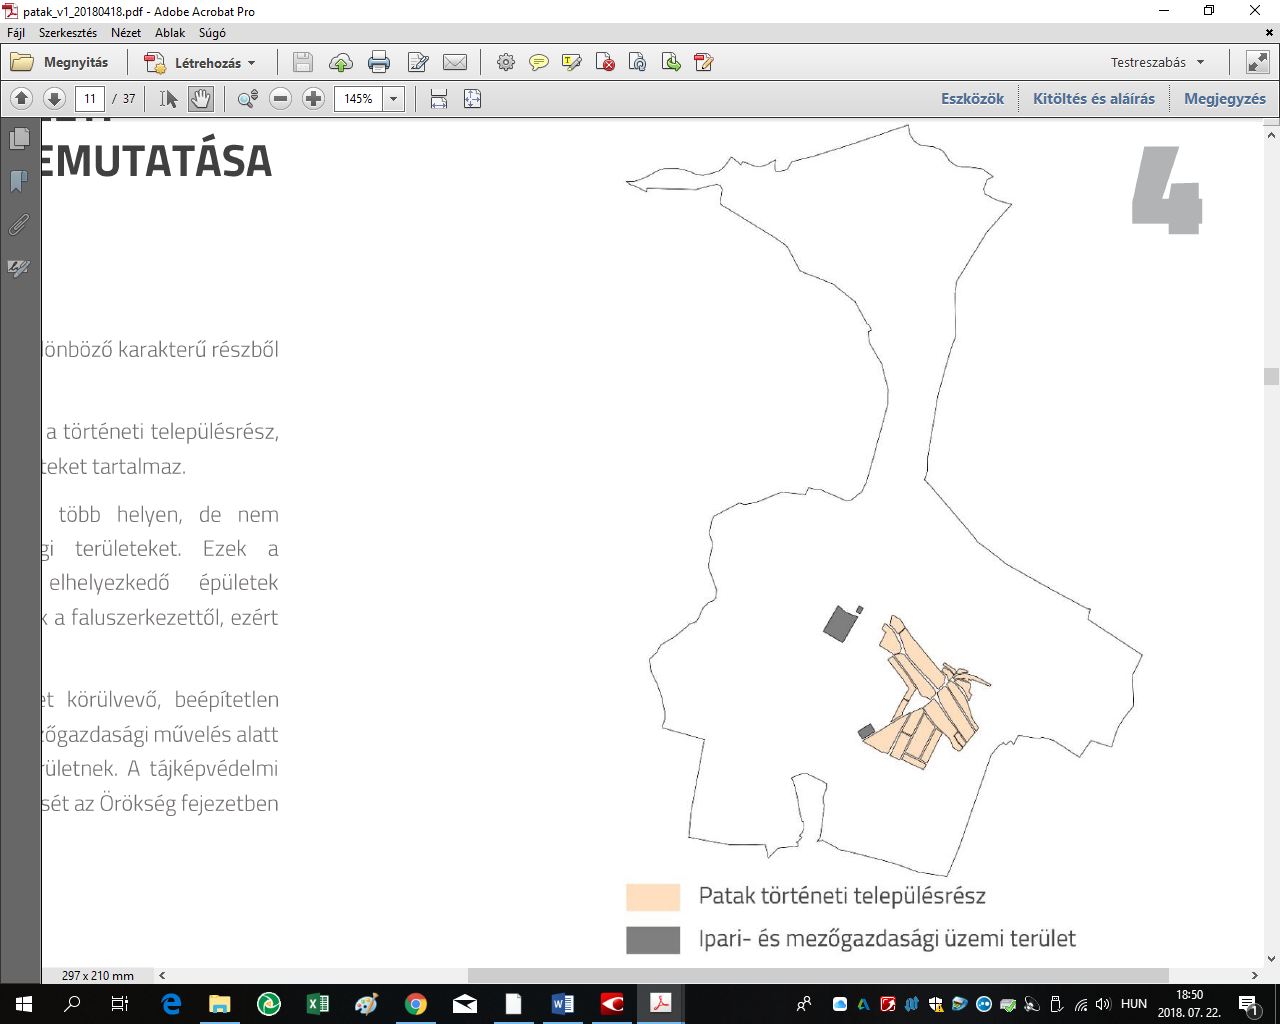 patak_v1_20180418.pdf - Adobe Acrobat Pro
Fájl Szerkesztés Nézet Ablak Súgó
Megnyitás Létrehozás Testreszabás
11 / 37 145% Eszközök Kitöltés és aláírás Megjegyzés
EMUTATÁSA
4
lönböző karakterű részből
a történeti településrész,
teket tartalmaz.
több helyen, de nem
gi területeket. Ezek a
elhelyezkedő épületek
k a faluszerkezettől, ezért
et körülvevő, beépítetlen
zőgazdasági művelés alatt
rületnek. A tájképvédelmi
sét az Örökség fejezetben
Patak történeti településrész
Ipari- és mezőgazdasági üzemi terület
297 x 210 mm
HUN
18:50
2018. 07. 22.
1